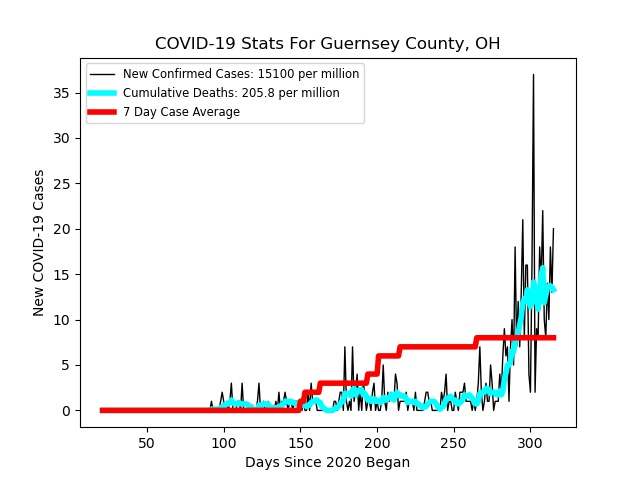 COVID-19 Stats For Guernsey County, OH
New Confirmed Cases: 15100 per million
Cumulative Deaths: 205.8 per million
7 Day Case Average
New COVID-19 Cases
35
30
25
20
15
10
5
0
50 100 150 200 250 300
Days Since 2020 Began